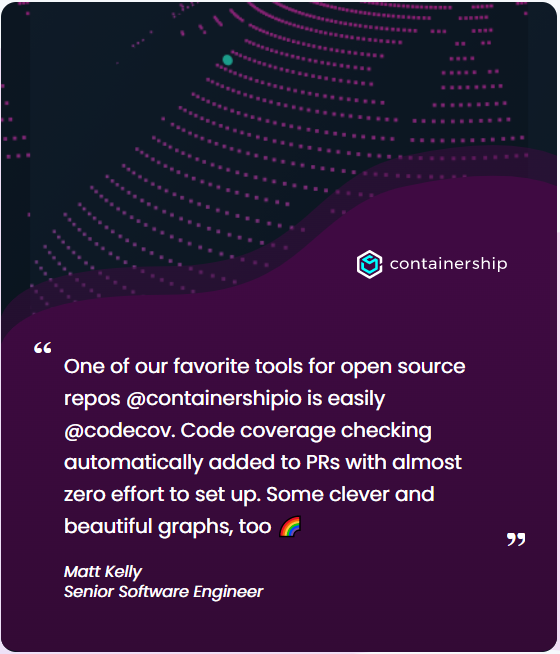 containership
“
One of our favorite tools for open source
repos @containershipio is easily
@codecov. Code coverage checking
automatically added to PRs with almost
zero effort to set up. Some clever and
beautiful graphs, too 🌈
”
Matt Kelly
Senior Software Engineer